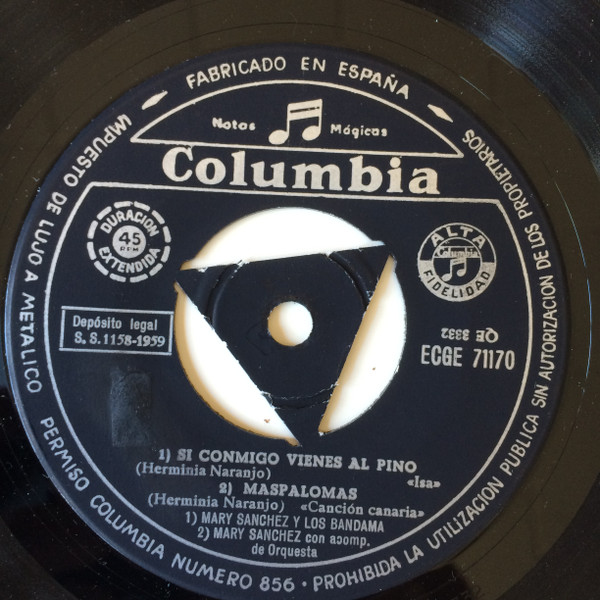 FABRICADO EN ESPAÑA
IMPUESTO DE LUJO A METALICO
Notas Mágicas
Columbia
DURACION
45
RPM
EXTENDIDA
ALTA
Columbia
FIDELIDAD
Depósito legal
S. S. 1158-1959
QE 3332
ECGE 71170
1) SI CONMIGO VIENES AL PINO
(Herminia Naranjo) «Isa»
2) MASPALOMAS
(Herminia Naranjo) «Canción canaria»
1) MARY SANCHEZ Y LOS BANDAMA
2) MARY SANCHEZ con acomp.
de Orquesta
PERMISO COLUMBIA NUMERO 856 · PROHIBIDA LA UTILIZACION PUBLICA SIN AUTORIZACION DE LOS PROPIETARIOS